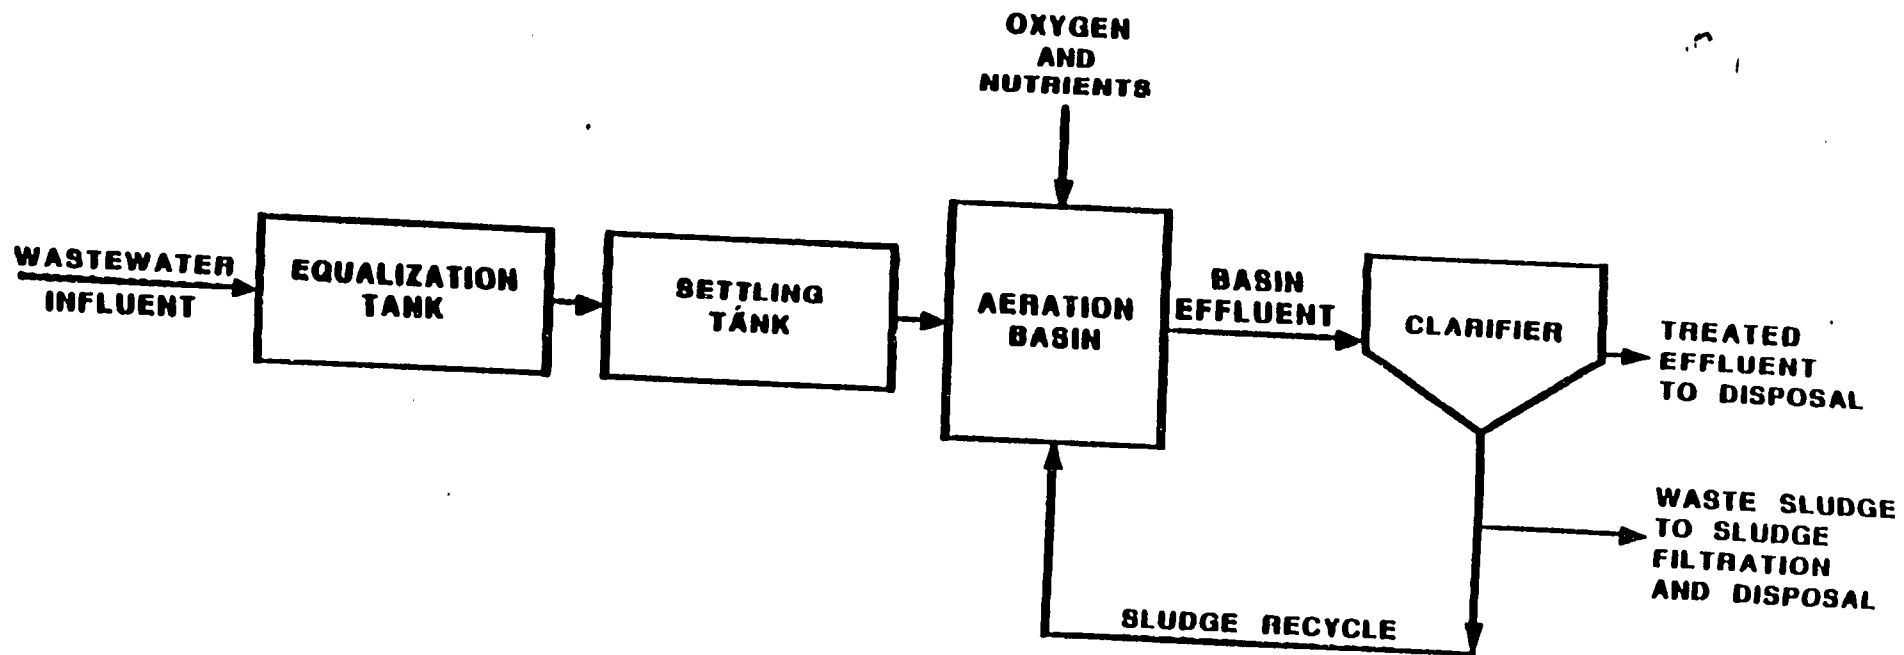 OXYGEN
AND
NUTRIENTS
WASTEWATER
INFLUENT
EQUALIZATION
TANK
SETTLING
TÁNK
AERATION
BASIN
BASIN
EFFLUENT
CLARIFIER
TREATED
EFFLUENT
TO DISPOSAL
WASTE SLUDGE
TO SLUDGE
FILTRATION
AND DISPOSAL
SLUDGE RECYCLE